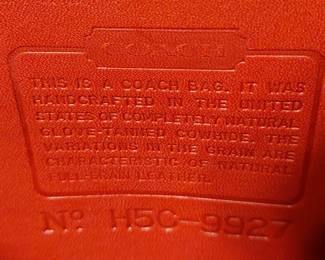 COACH
THIS IS A COACH BAG. IT WAS
HANDCRAFTED IN THE UNITED
STATES OF COMPLETELY NATURAL
GLOVE-TANNED COWHIDE. THE
VARIATIONS IN THE GRAIN ARE
CHARACTERISTIC OF NATURAL
FULL-GRAIN LEATHER.
Nº H5C-9927